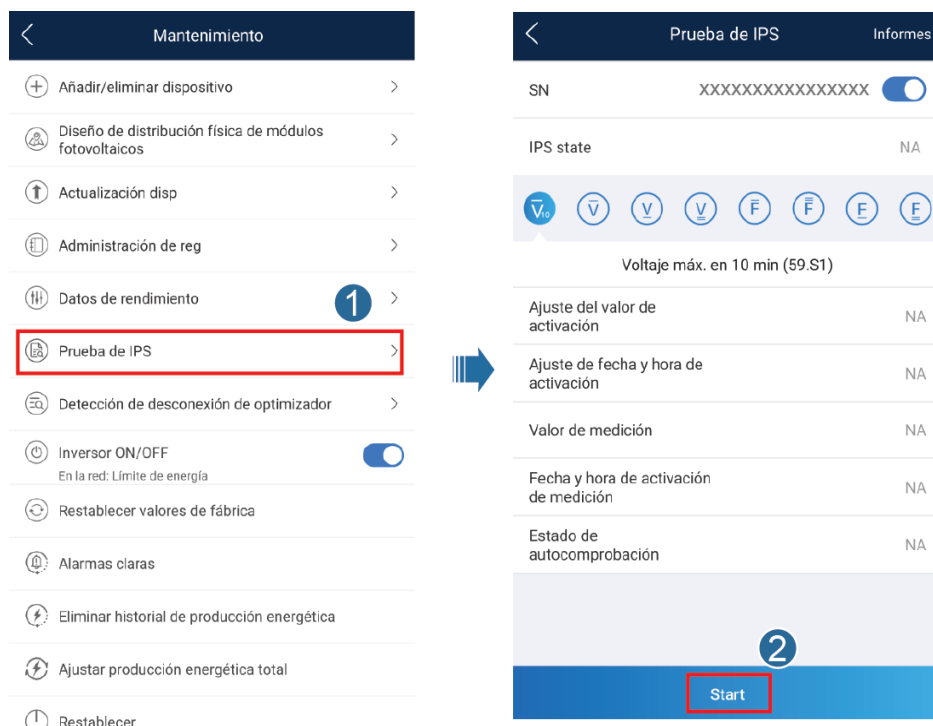 Mantenimiento
Añadir/eliminar dispositivo
Diseño de distribución física de módulos
fotovoltaicos
Actualización disp
Administración de reg
Datos de rendimiento
1
Prueba de IPS
Detección de desconexión de optimizador
Inversor ON/OFF
En la red: Límite de energía
Restablecer valores de fábrica
Alarmas claras
Eliminar historial de producción energética
Ajustar producción energética total
Restablecer
Prueba de IPS
Informes
SN
XXXXXXXXXXXXXXXX
IPS state
NA
V10 V V V F F F F
Voltaje máx. en 10 min (59.S1)
Ajuste del valor de
activación
NA
Ajuste de fecha y hora de
activación
NA
Valor de medición
NA
Fecha y hora de activación
de medición
NA
Estado de
autocomprobación
NA
2
Start